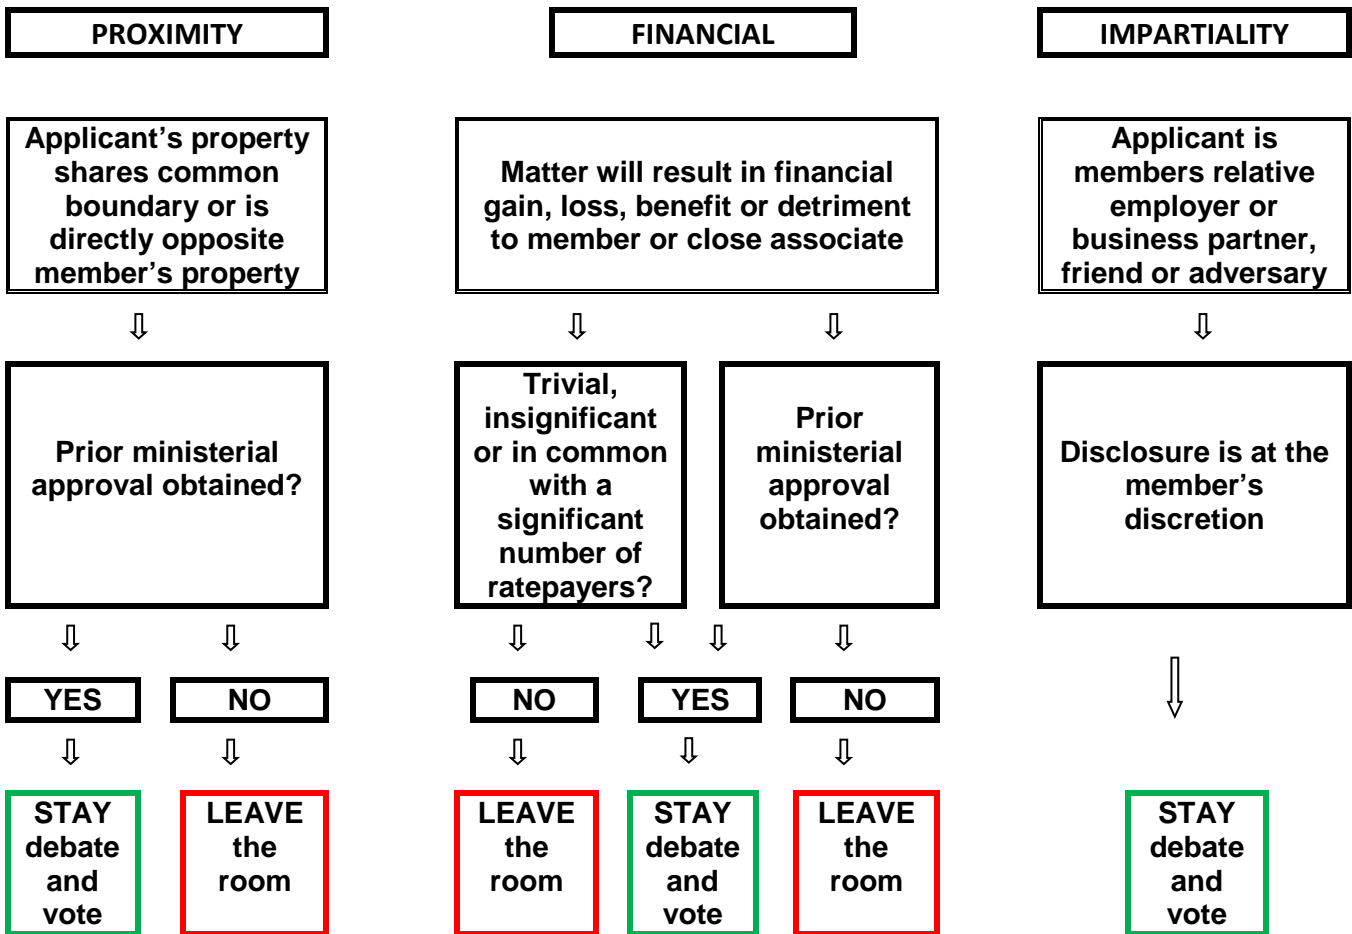 PROXIMITY
FINANCIAL
IMPARTIALITY
Applicant’s property
shares common
boundary or is
directly opposite
member’s property
Matter will result in financial
gain, loss, benefit or detriment
to member or close associate
Applicant is
members relative
employer or
business partner,
friend or adversary
Prior ministerial
approval obtained?
Trivial,
insignificant
or in common
with a
significant
number of
ratepayers?
Prior
ministerial
approval
obtained?
Disclosure is at the
member’s
discretion
YES
NO
NO
YES
NO
STAY
debate
and
vote
LEAVE
the
room
LEAVE
the
room
STAY
debate
and
vote
LEAVE
the
room
STAY
debate
and
vote